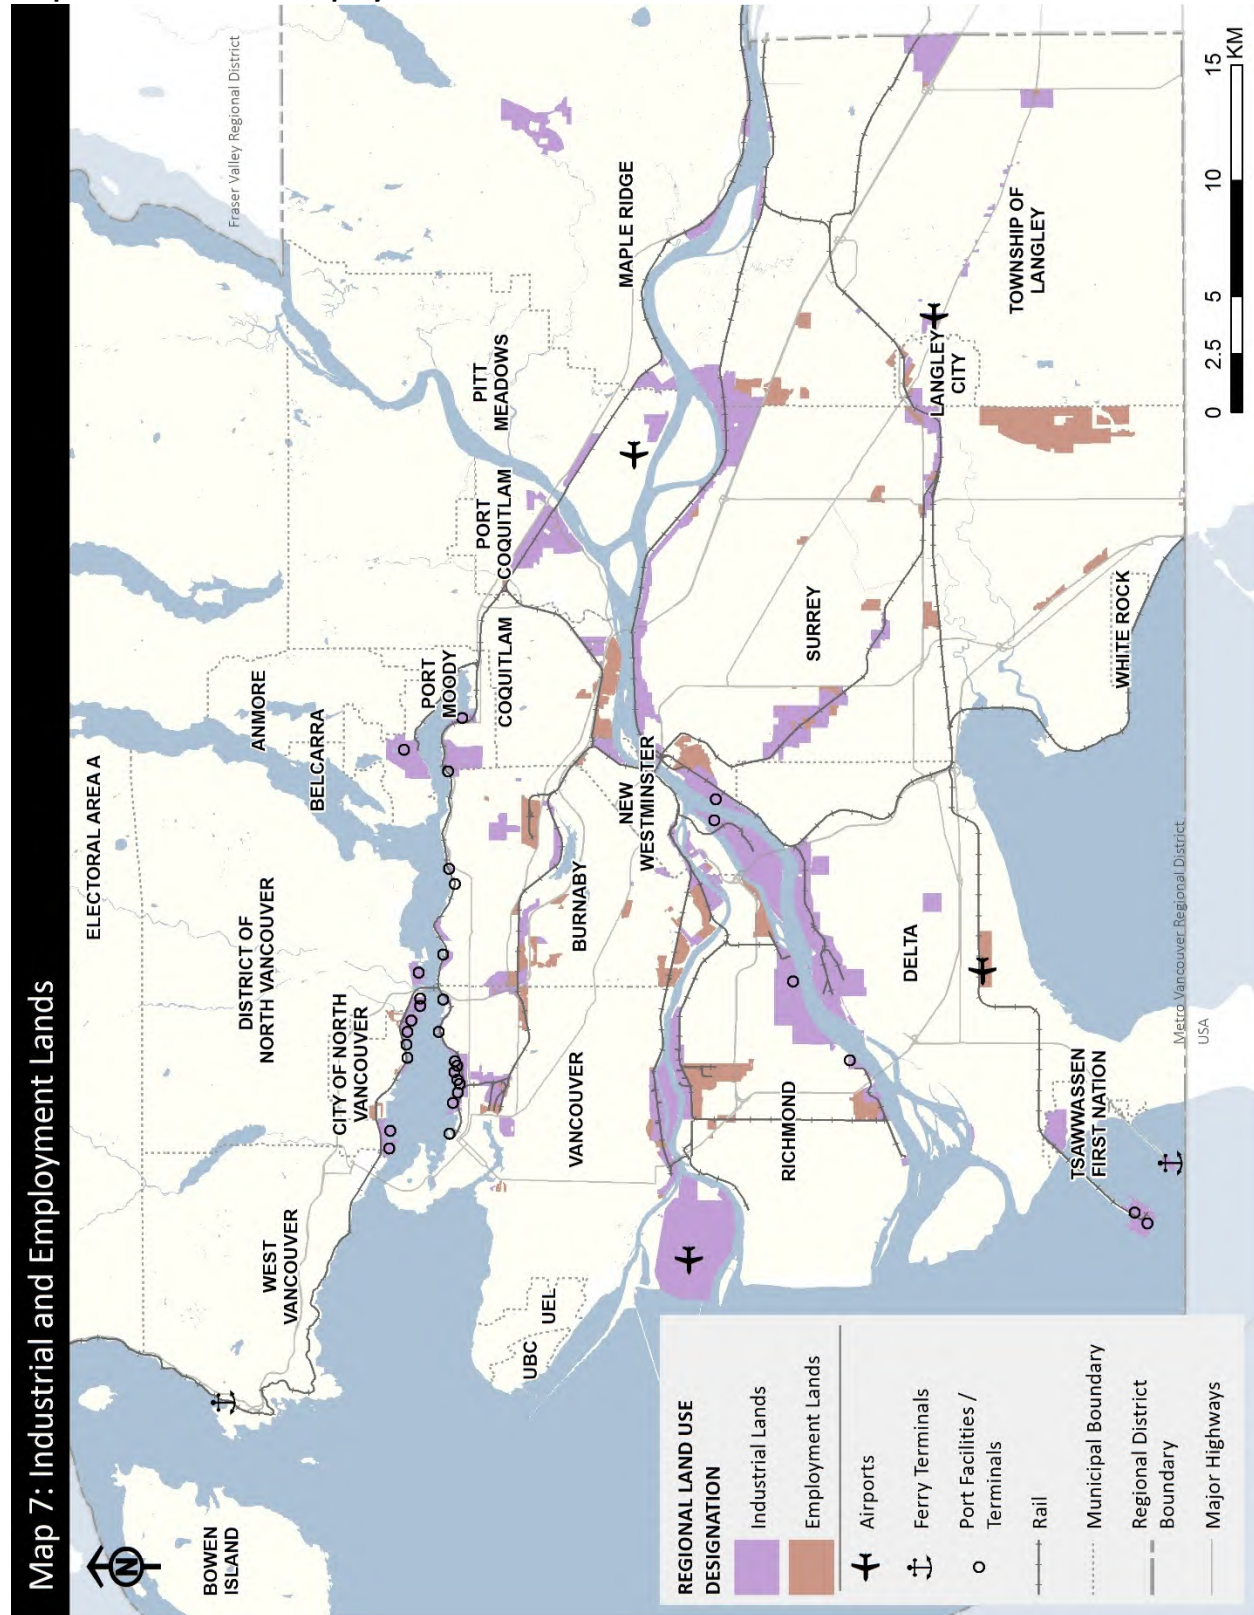 Map 7: Industrial and Employment Lands
N
BOWEN
ISLAND
WEST
VANCOUVER
CITY OF NORTH
VANCOUVER
DISTRICT OF
NORTH VANCOUVER
ELECTORAL AREA A
BELCARRA
ANMORE
PORT
MOODY
COQUITLAM
PORT
COQUITLAM
PITT
MEADOWS
MAPLE RIDGE
Fraser Valley Regional District
UBC
UEL
VANCOUVER
BURNABY
NEW
WESTMINSTER
RICHMOND
DELTA
SURREY
LANGLEY
CITY
TOWNSHIP OF
LANGLEY
WHITE ROCK
TSAWWASSEN
FIRST NATION
Metro Vancouver Regional District
USA
REGIONAL LAND USE
DESIGNATION
Industrial Lands
Employment Lands
Airports
Ferry Terminals
Port Facilities /
Terminals
Rail
Municipal Boundary
Regional District
Boundary
Major Highways
0 2.5 5 10 15
KM